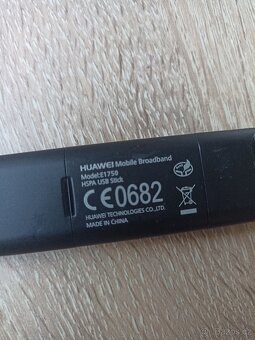 HUAWEI Mobile Broadband
Model:E1750
HSPA USB Stick
CE0682
HUAWEI TECHNOLOGIES CO.,LTD.
MADE IN CHINA